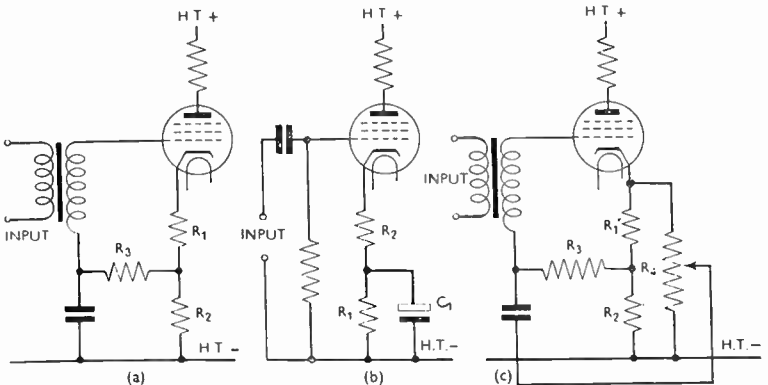 H T +
H T +
H T +
INPUT
R₁
R₃
R₂
H T -
(a)
INPUT
R₂
R₁
C₁
H.T.-
(b)
INPUT
R₁
R₃
R₂
H.T.-
(c)